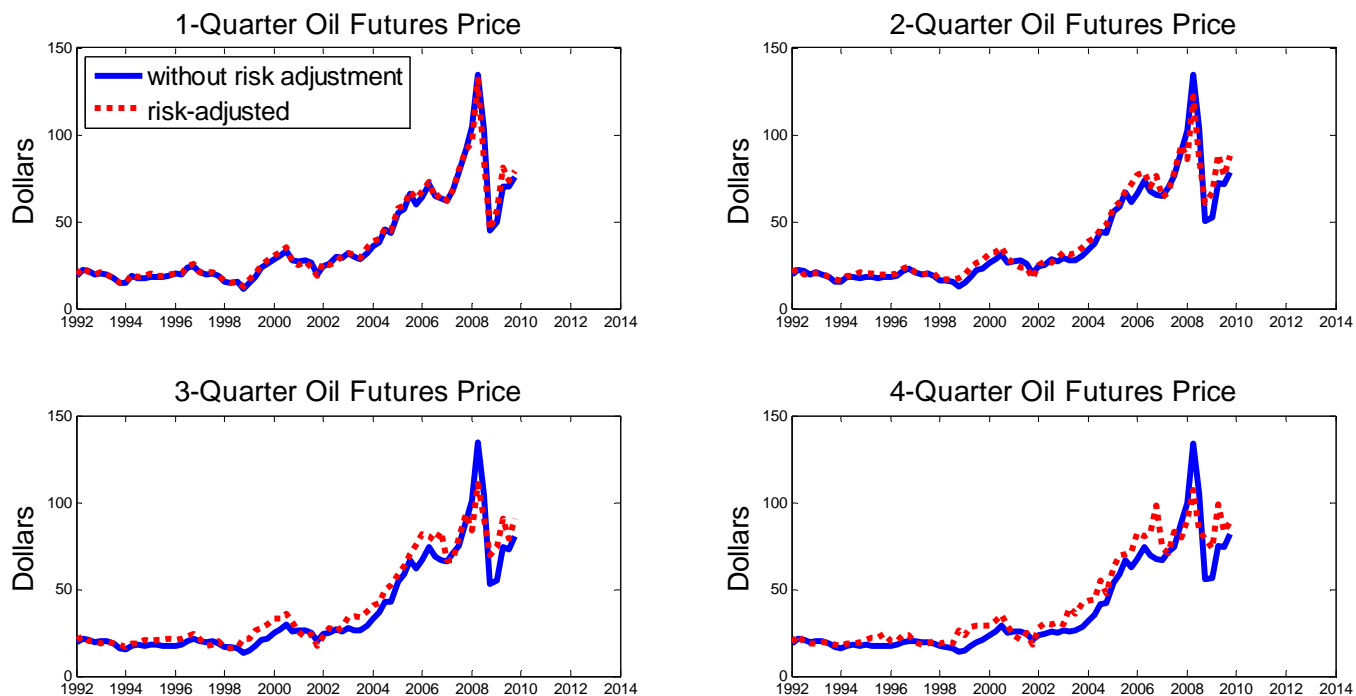 1-Quarter Oil Futures Price
150
100
50
0
Dollars
without risk adjustment
risk-adjusted
1992 1994 1996 1998 2000 2002 2004 2006 2008 2010 2012 2014
2-Quarter Oil Futures Price
150
100
50
0
Dollars
1992 1994 1996 1998 2000 2002 2004 2006 2008 2010 2012 2014
3-Quarter Oil Futures Price
150
100
50
0
Dollars
1992 1994 1996 1998 2000 2002 2004 2006 2008 2010 2012 2014
4-Quarter Oil Futures Price
150
100
50
0
Dollars
1992 1994 1996 1998 2000 2002 2004 2006 2008 2010 2012 2014